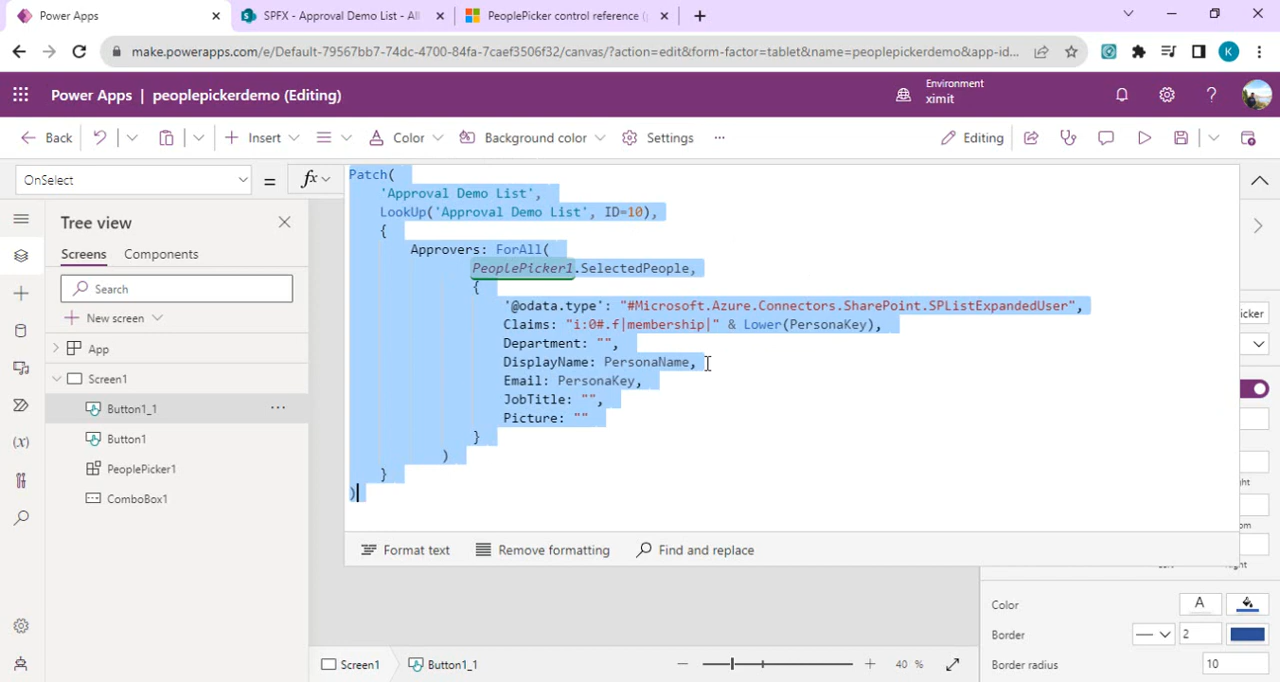 Power Apps
SPFX - Approval Demo List - All
PeoplePicker control reference (
make.powerapps.com/e/Default-79567bb7-74dc-4700-84fa-7caef3506f32/canvas/?action=edit&form-factor=tablet&name=peoplepickerdemo&app-id...
K
Power Apps | peoplepickerdemo (Editing)
Environment
ximit
Back
Insert
Color
Background color
Settings
Editing
OnSelect
=
fx
Patch(
'Approval Demo List',
LookUp('Approval Demo List', ID=10),
{
Approvers: ForAll(
PeoplePicker1.SelectedPeople,
{
'@odata.type': "#Microsoft.Azure.Connectors.SharePoint.SPListExpandedUser",
Claims: "i:0#.f|membership|" & Lower(PersonaKey),
Department: "",
DisplayName: PersonaName,
Email: PersonaKey,
JobTitle: "",
Picture: ""
}
)
}
)
Format text
Remove formatting
Find and replace
Tree view
Screens
Components
Search
New screen
App
Screen1
Button1_1
Button1
PeoplePicker1
ComboBox1
icker
Color
A
Border
2
Border radius
10
Screen1
Button1_1
40 %